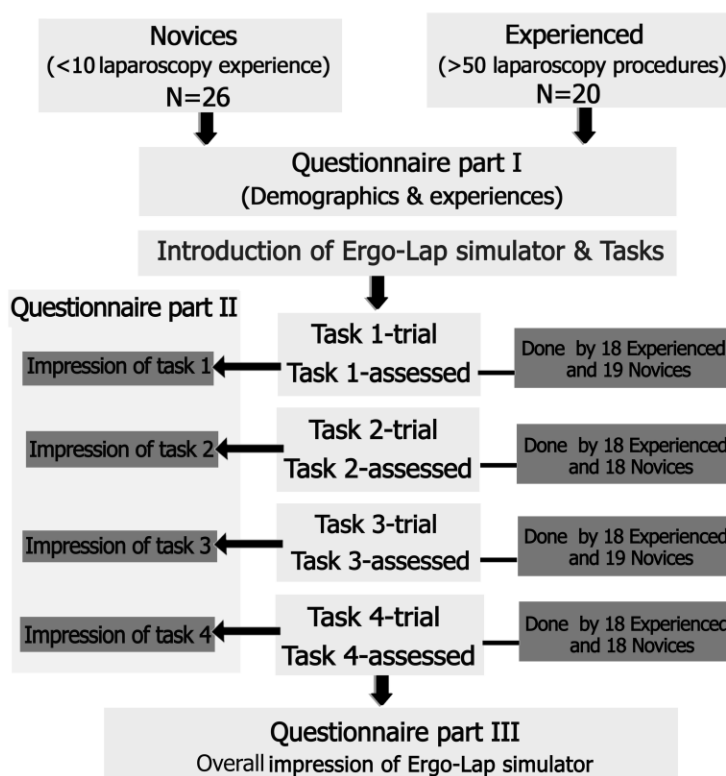 Novices
(<10 laparoscopy experience)
N=26
Experienced
(>50 laparoscopy procedures)
N=20
Questionnaire part I
(Demographics & experiences)
Introduction of Ergo-Lap simulator & Tasks
Questionnaire part II
Task 1-trial
Impression of task 1
Task 1-assessed
Done by 18 Experienced
and 19 Novices
Task 2-trial
Impression of task 2
Task 2-assessed
Done by 18 Experienced
and 18 Novices
Task 3-trial
Impression of task 3
Task 3-assessed
Done by 18 Experienced
and 19 Novices
Task 4-trial
Impression of task 4
Task 4-assessed
Done by 18 Experienced
and 18 Novices
Questionnaire part III
Overall impression of Ergo-Lap simulator